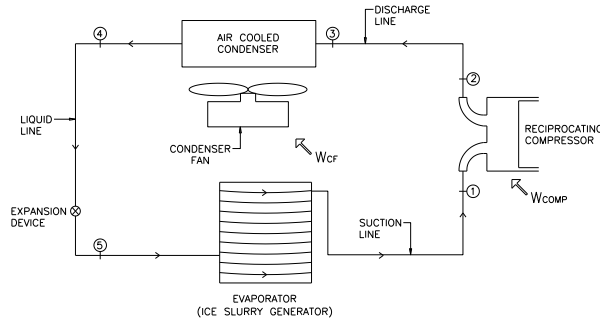 DISCHARGE
LINE
4
AIR COOLED
CONDENSER
3
2
LIQUID
LINE
CONDENSER
FAN
WCF
RECIPROCATING
COMPRESSOR
1
WCOMP
EXPANSION
DEVICE
SUCTION
LINE
5
EVAPORATOR
(ICE SLURRY GENERATOR)